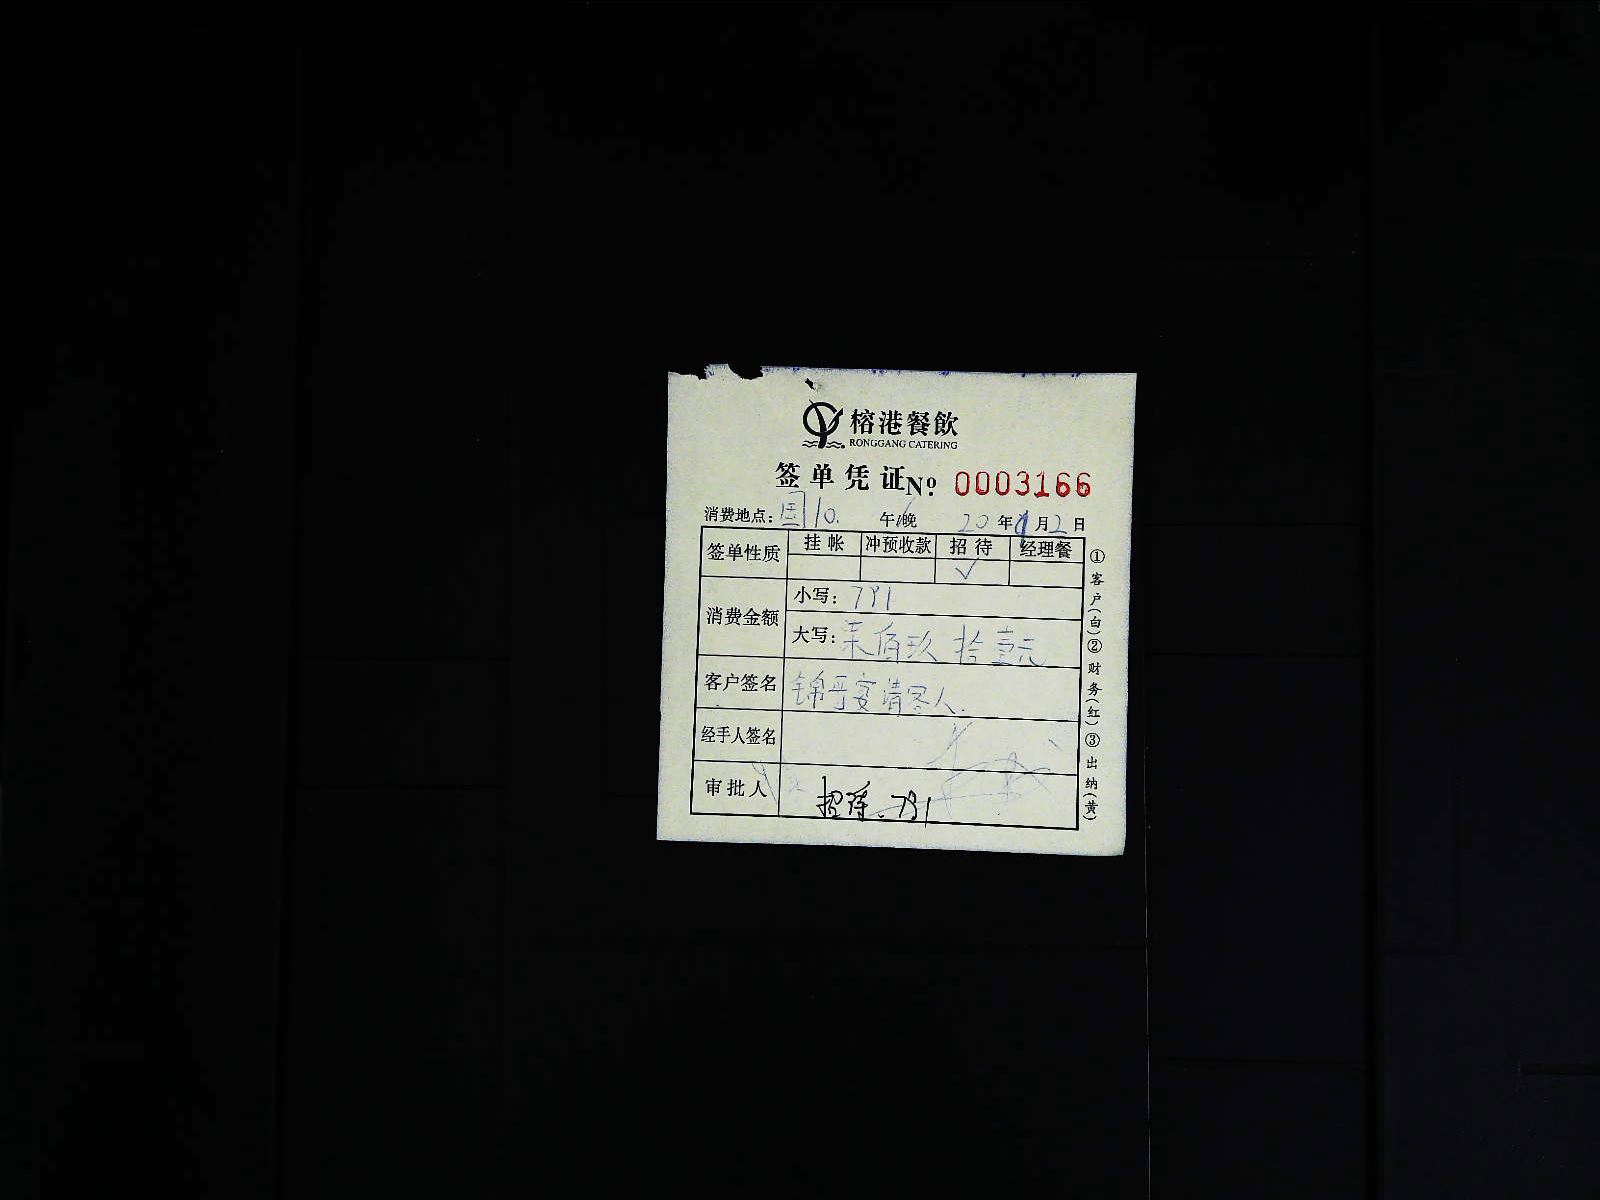 榕港餐飲
RONGGANG CATERING
签单凭证 Nº 0003166
消费地点: 国10. 午/晚 20 年 月2日
签单性质 挂帐 冲预收款 招待 经理餐
√
消费金额 小写: 791
大写: 柒佰玖拾壹元
客户签名 锦哥宴请客人.
经手人签名
审批人 招待 791
①客户(白)②财务(红)③出纳(黄)